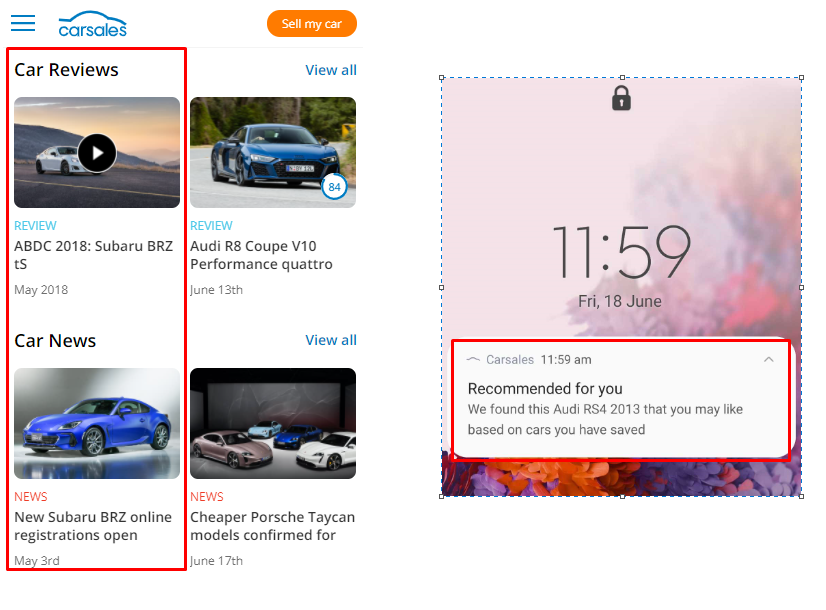 carsales
Sell my car
Car Reviews
View all
84
REVIEW
ABDC 2018: Subaru BRZ
tS
May 2018
REVIEW
Audi R8 Coupe V10
Performance quattro
June 13th
Car News
View all
NEWS
New Subaru BRZ online
registrations open
May 3rd
NEWS
Cheaper Porsche Taycan
models confirmed for
June 17th
11:59
Fri, 18 June
Carsales 11:59 am
Recommended for you
We found this Audi RS4 2013 that you may like
based on cars you have saved